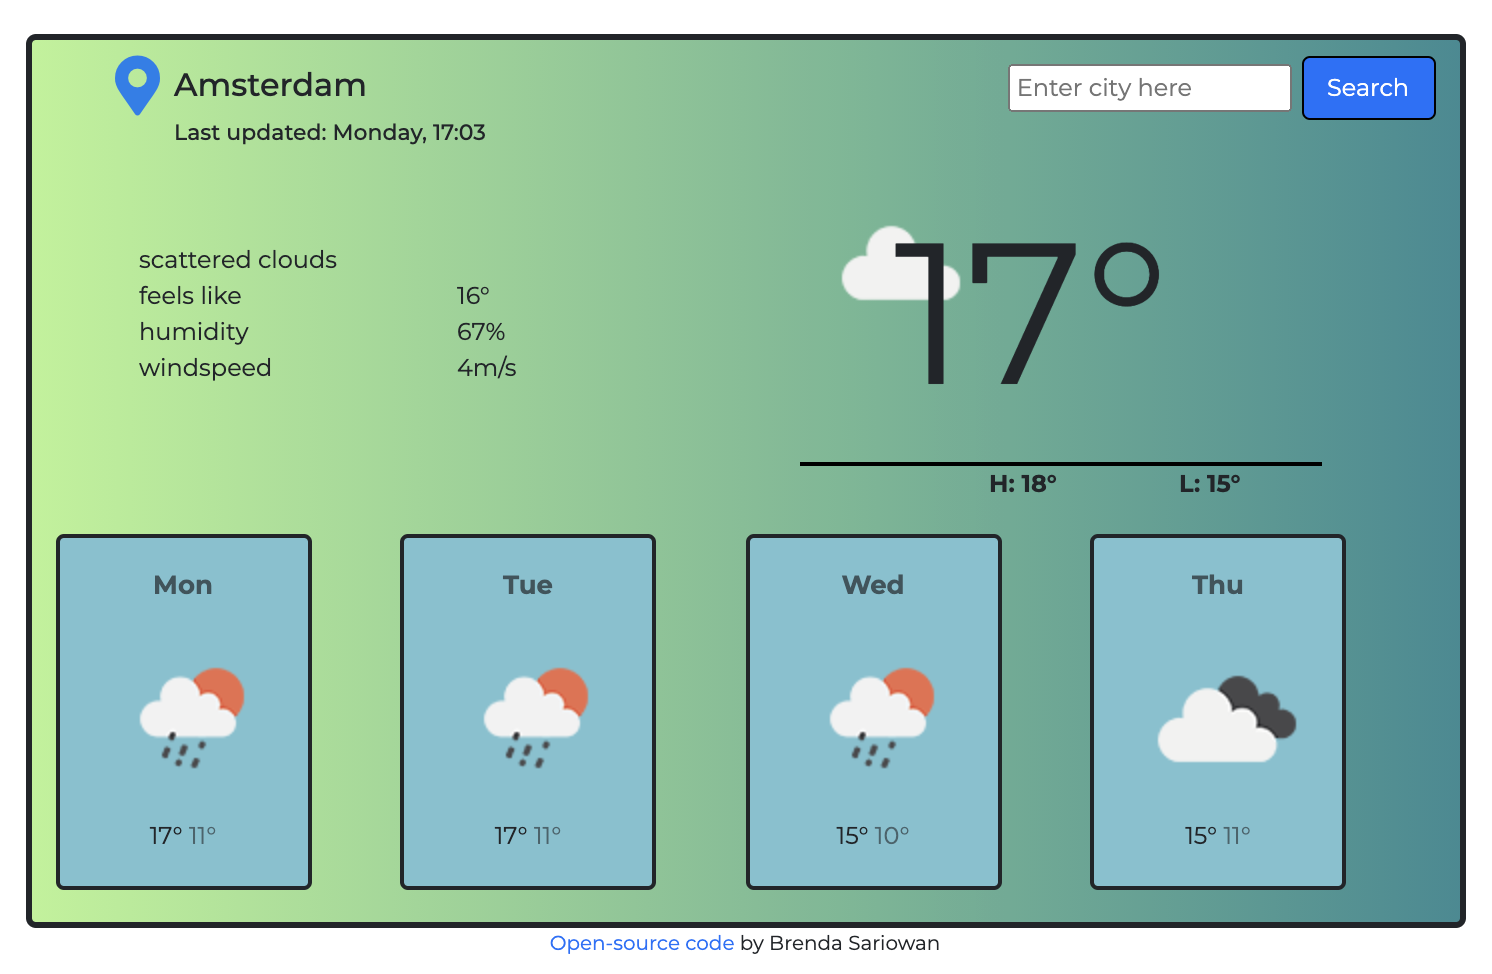 Amsterdam
Enter city here
Search
Last updated: Monday, 17:03
scattered clouds
feels like 16°
humidity 67%
windspeed 4m/s
17°
H: 18° L: 15°
Mon Tue Wed Thu
17° 11° 17° 11° 15° 10° 15° 11°
Open-source code by Brenda Sariowan